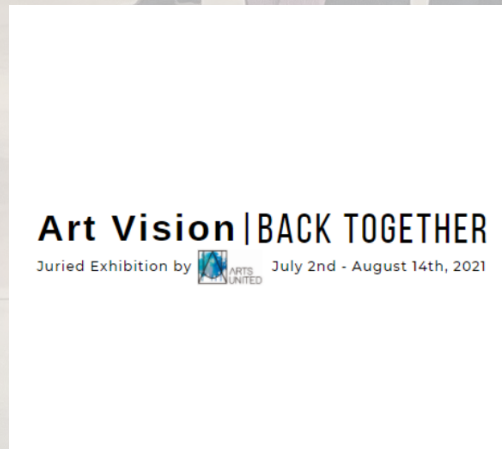 Art Vision | BACK TOGETHER
Juried Exhibition by ARTS UNITED July 2nd - August 14th, 2021